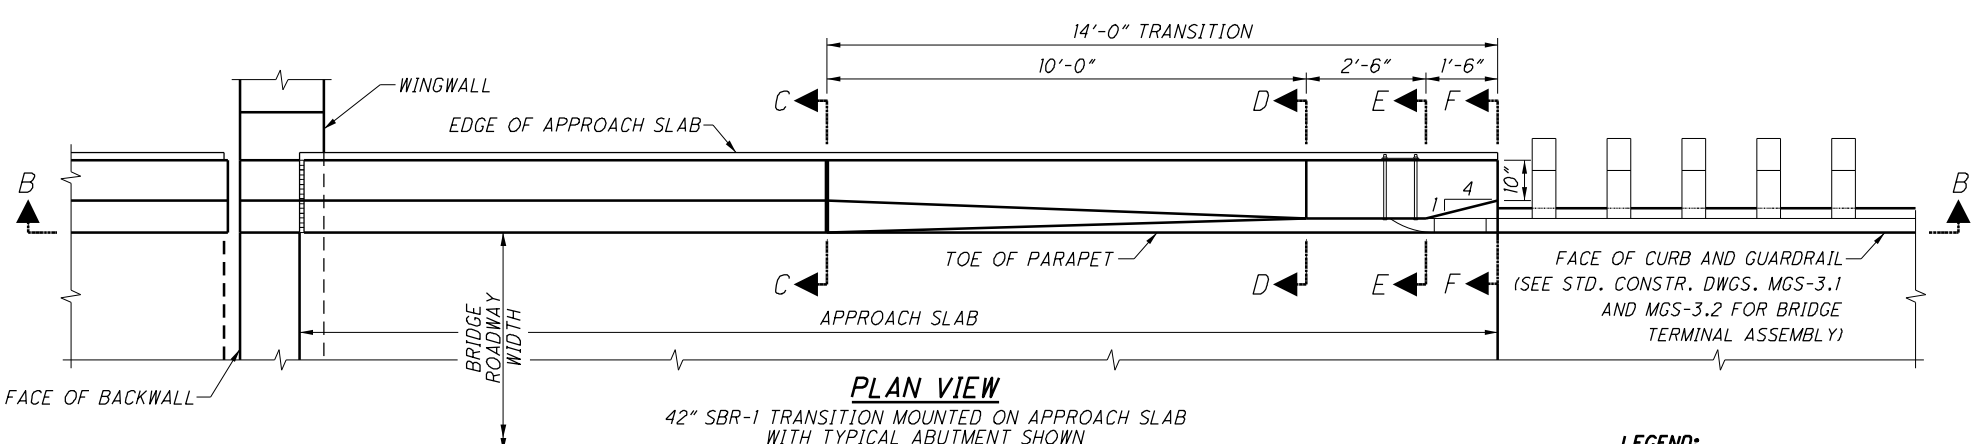 14'-0" TRANSITION
10'-0"
2'-6"
1'-6"
C
D
E
F
WINGWALL
EDGE OF APPROACH SLAB
B
10"
4
1
B
TOE OF PARAPET
FACE OF CURB AND GUARDRAIL
(SEE STD. CONSTR. DWGS. MGS-3.1
AND MGS-3.2 FOR BRIDGE
TERMINAL ASSEMBLY)
C
D
E
F
APPROACH SLAB
BRIDGE
ROADWAY
WIDTH
FACE OF BACKWALL
PLAN VIEW
42" SBR-1 TRANSITION MOUNTED ON APPROACH SLAB
WITH TYPICAL ABUTMENT SHOWN
LEGEND: